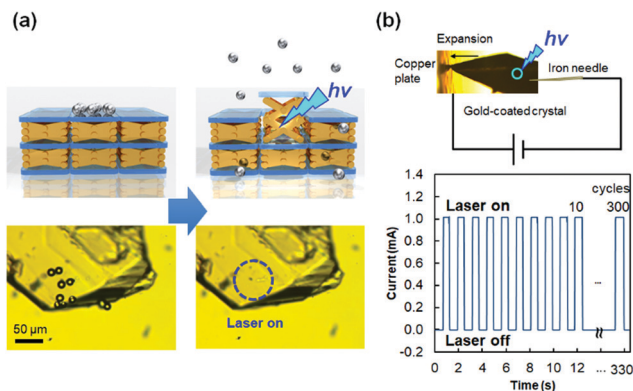 (a)
hν
50 μm
Laser on
(b)
Expansion
hν
Copper
plate
Iron needle
Gold-coated crystal
1.4
1.2
1.0
0.8
0.6
0.4
0.2
0.0
-0.2
Current (mA)
Laser on
cycles
10
300
...
Laser off
0 2 4 6 8 10 12 ... 330
Time (s)